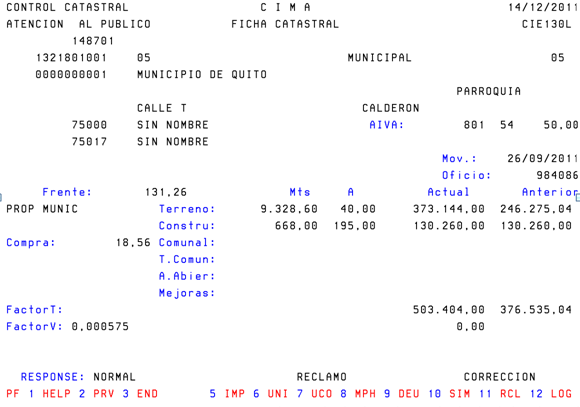 CONTROL CATASTRAL C I M A 14/12/2011
ATENCION AL PUBLICO FICHA CATASTRAL CIE130L
148701
1321801001 05 MUNICIPAL 05
0000000001 MUNICIPIO DE QUITO
PARROQUIA
CALLE T CALDERON
75000 SIN NOMBRE AIVA: 801 54 50,00
75017 SIN NOMBRE
Mov.: 26/09/2011
Oficio: 984086
Frente: 131,26 Mts A Actual Anterior
PROP MUNIC Terreno: 9.328,60 40,00 373.144,00 246.275,04
Constru: 668,00 195,00 130.260,00 130.260,00
Compra: 18,56 Comunal:
T.Comun:
A.Abier:
Mejoras:
FactorT: 503.404,00 376.535,04
FactorV: 0,000575 0,00
RESPONSE: NORMAL RECLAMO CORRECCION
PF 1 HELP 2 PRV 3 END 5 IMP 6 UNI 7 UCO 8 MPH 9 DEU 10 SIM 11 RCL 12 LOG